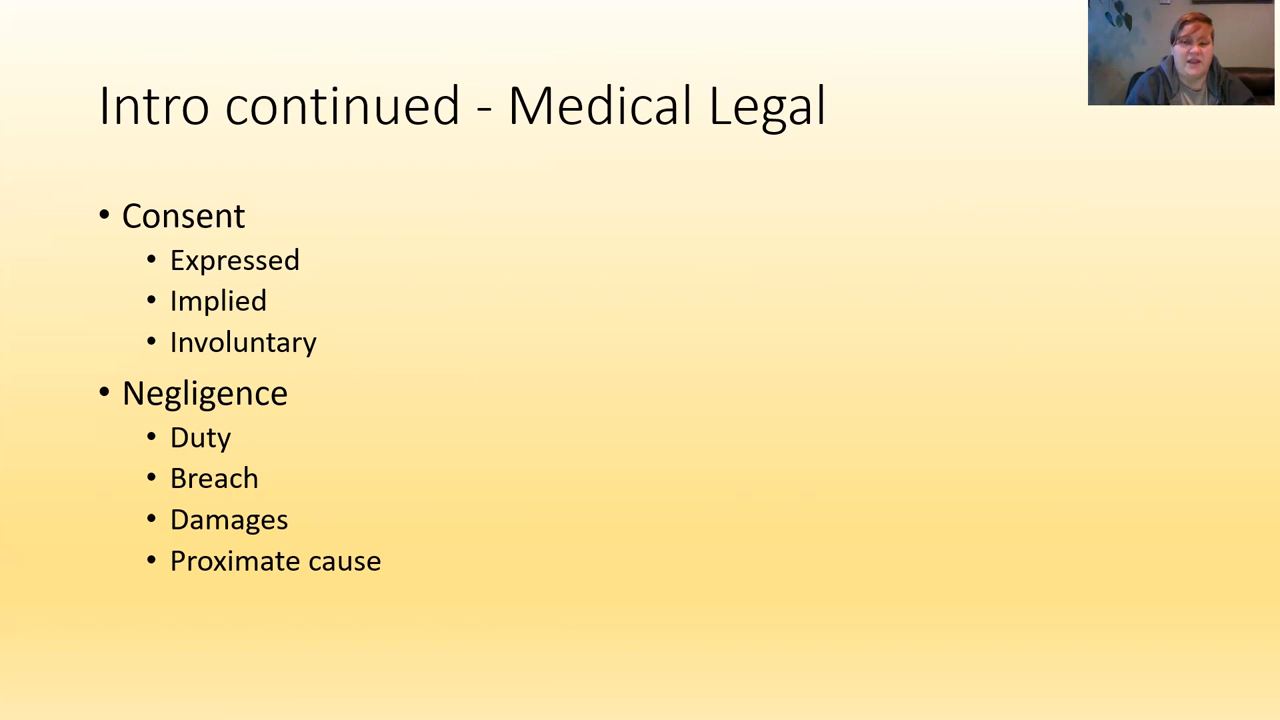 Intro continued - Medical Legal
• Consent
• Expressed
• Implied
• Involuntary
• Negligence
• Duty
• Breach
• Damages
• Proximate cause